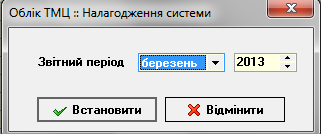 Облік ТМЦ :: Налагодження системи
Звітний період березень 2013
Встановити Відмінити